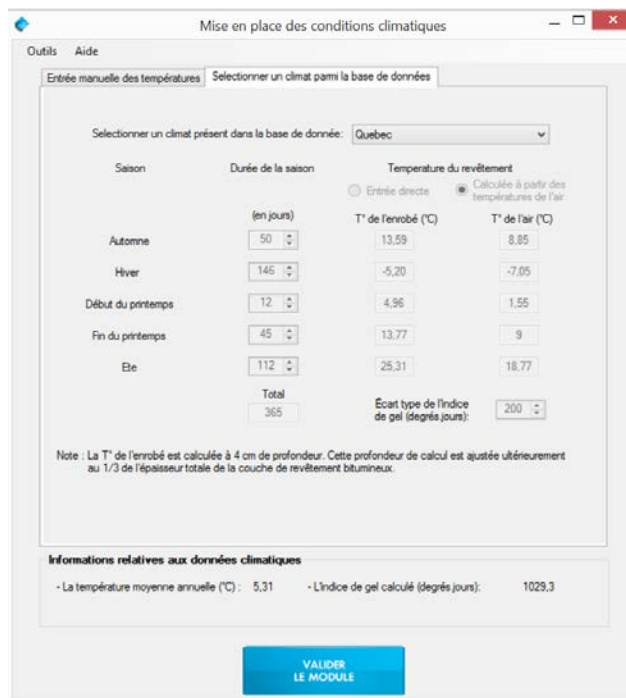 Mise en place des conditions climatiques
Outils Aide
Entrée manuelle des températures Selectionner un climat parmi la base de données
Selectionner un climat présent dans la base de donnée: Quebec
Saison Durée de la saison Temperature du revêtement
Entrée directe Calculée à partir des
températures de l'air
(en jours) T° de l'enrobé (°C) T° de l'air (°C)
Automne 50 13,59 8,85
Hiver 146 -5,20 -7,05
Début du printemps 12 4,96 1,55
Fin du printemps 45 13,77 9
Ete 112 25,31 18,77
Total
365
Écart type de l'indice
de gel (degrés.jours): 200
Note : La T° de l'enrobé est calculée à 4 cm de profondeur. Cette profondeur de calcul est ajustée ultérieurement
au 1/3 de l'épaisseur totale de la couche de revêtement bitumineux.
Informations relatives aux données climatiques
- La température moyenne annuelle (°C) : 5,31 - L'indice de gel calculé (degrés.jours): 1029,3
VALIDER
LE MODULE